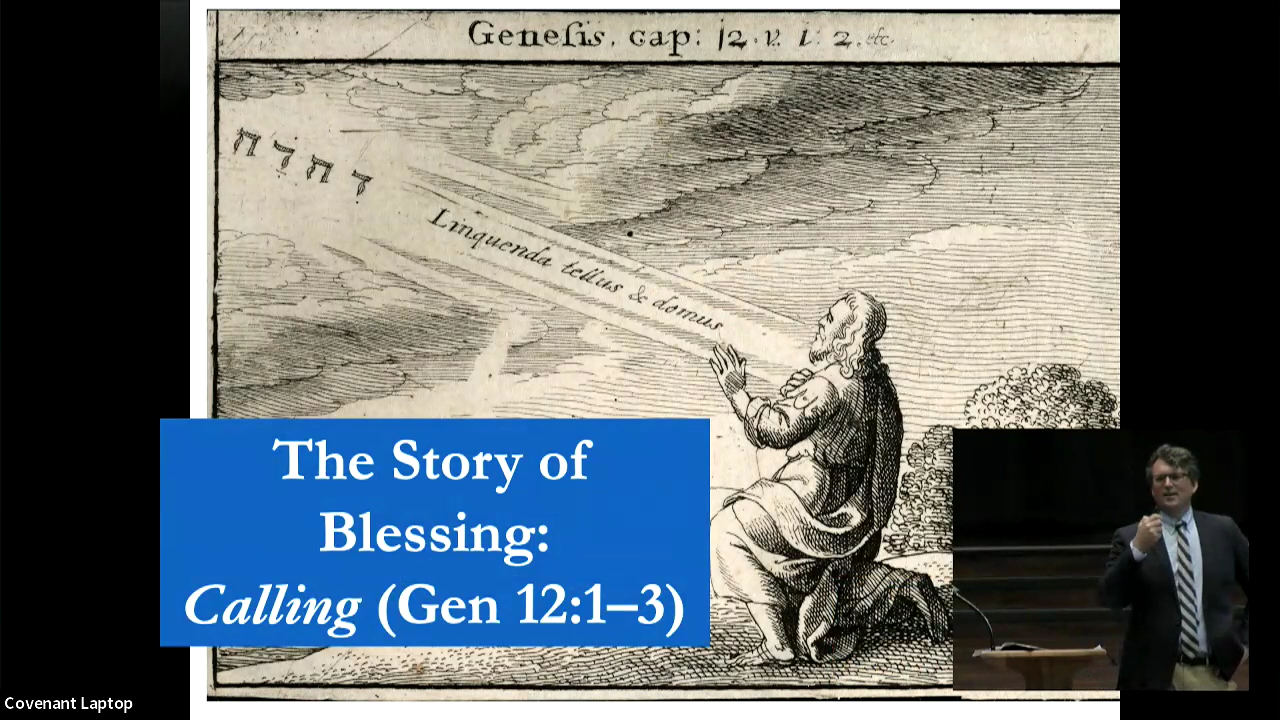 Geneſis. cap: 12. v. 1: 2. etc.
Linquenda tellus & domus
The Story of
Blessing:
Calling (Gen 12:1–3)
Covenant Laptop